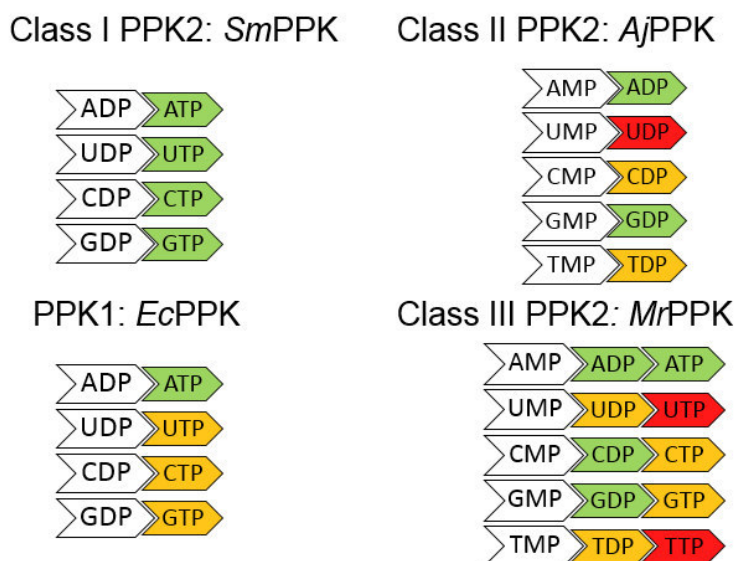 Class I PPK2: SmPPK
ADP ATP
UDP UTP
CDP CTP
GDP GTP
Class II PPK2: AjPPK
AMP ADP
UMP UDP
CMP CDP
GMP GDP
TMP TDP
PPK1: EcPPK
ADP ATP
UDP UTP
CDP CTP
GDP GTP
Class III PPK2: MrPPK
AMP ADP ATP
UMP UDP UTP
CMP CDP CTP
GMP GDP GTP
TMP TDP TTP